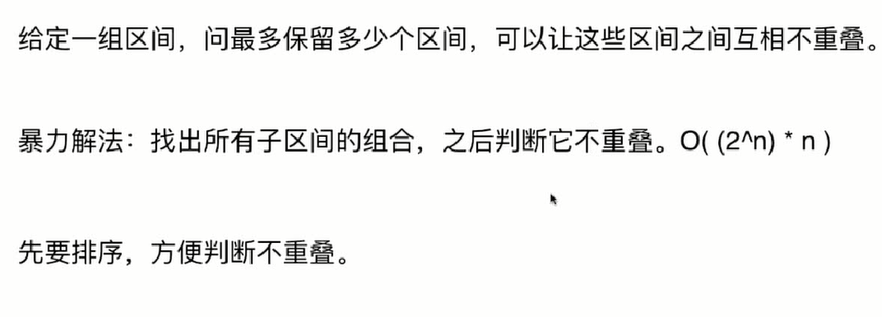 给定一组区间，问最多保留多少个区间，可以让这些区间之间互相不重叠。
暴力解法：找出所有子区间的组合，之后判断它不重叠。O( (2^n) * n )
先要排序，方便判断不重叠。